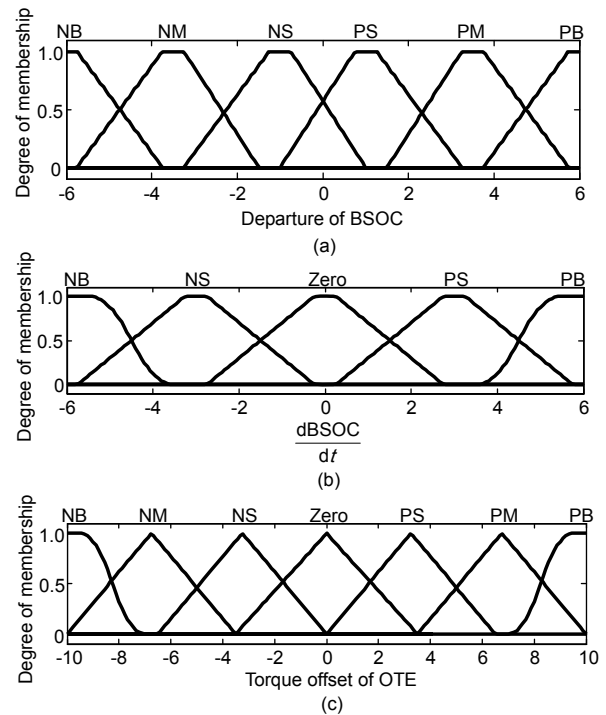 NB NM NS PS PM PB
Degree of membership
1.0
0.5
0
-6 -4 -2 0 2 4 6
Departure of BSOC
(a)
NB NS Zero PS PB
Degree of membership
1.0
0.5
0
-6 -4 -2 0 2 4 6
dBSOC
dt
(b)
NB NM NS Zero PS PM PB
Degree of membership
1.0
0.5
0
-10 -8 -6 -4 -2 0 2 4 6 8 10
Torque offset of OTE
(c)